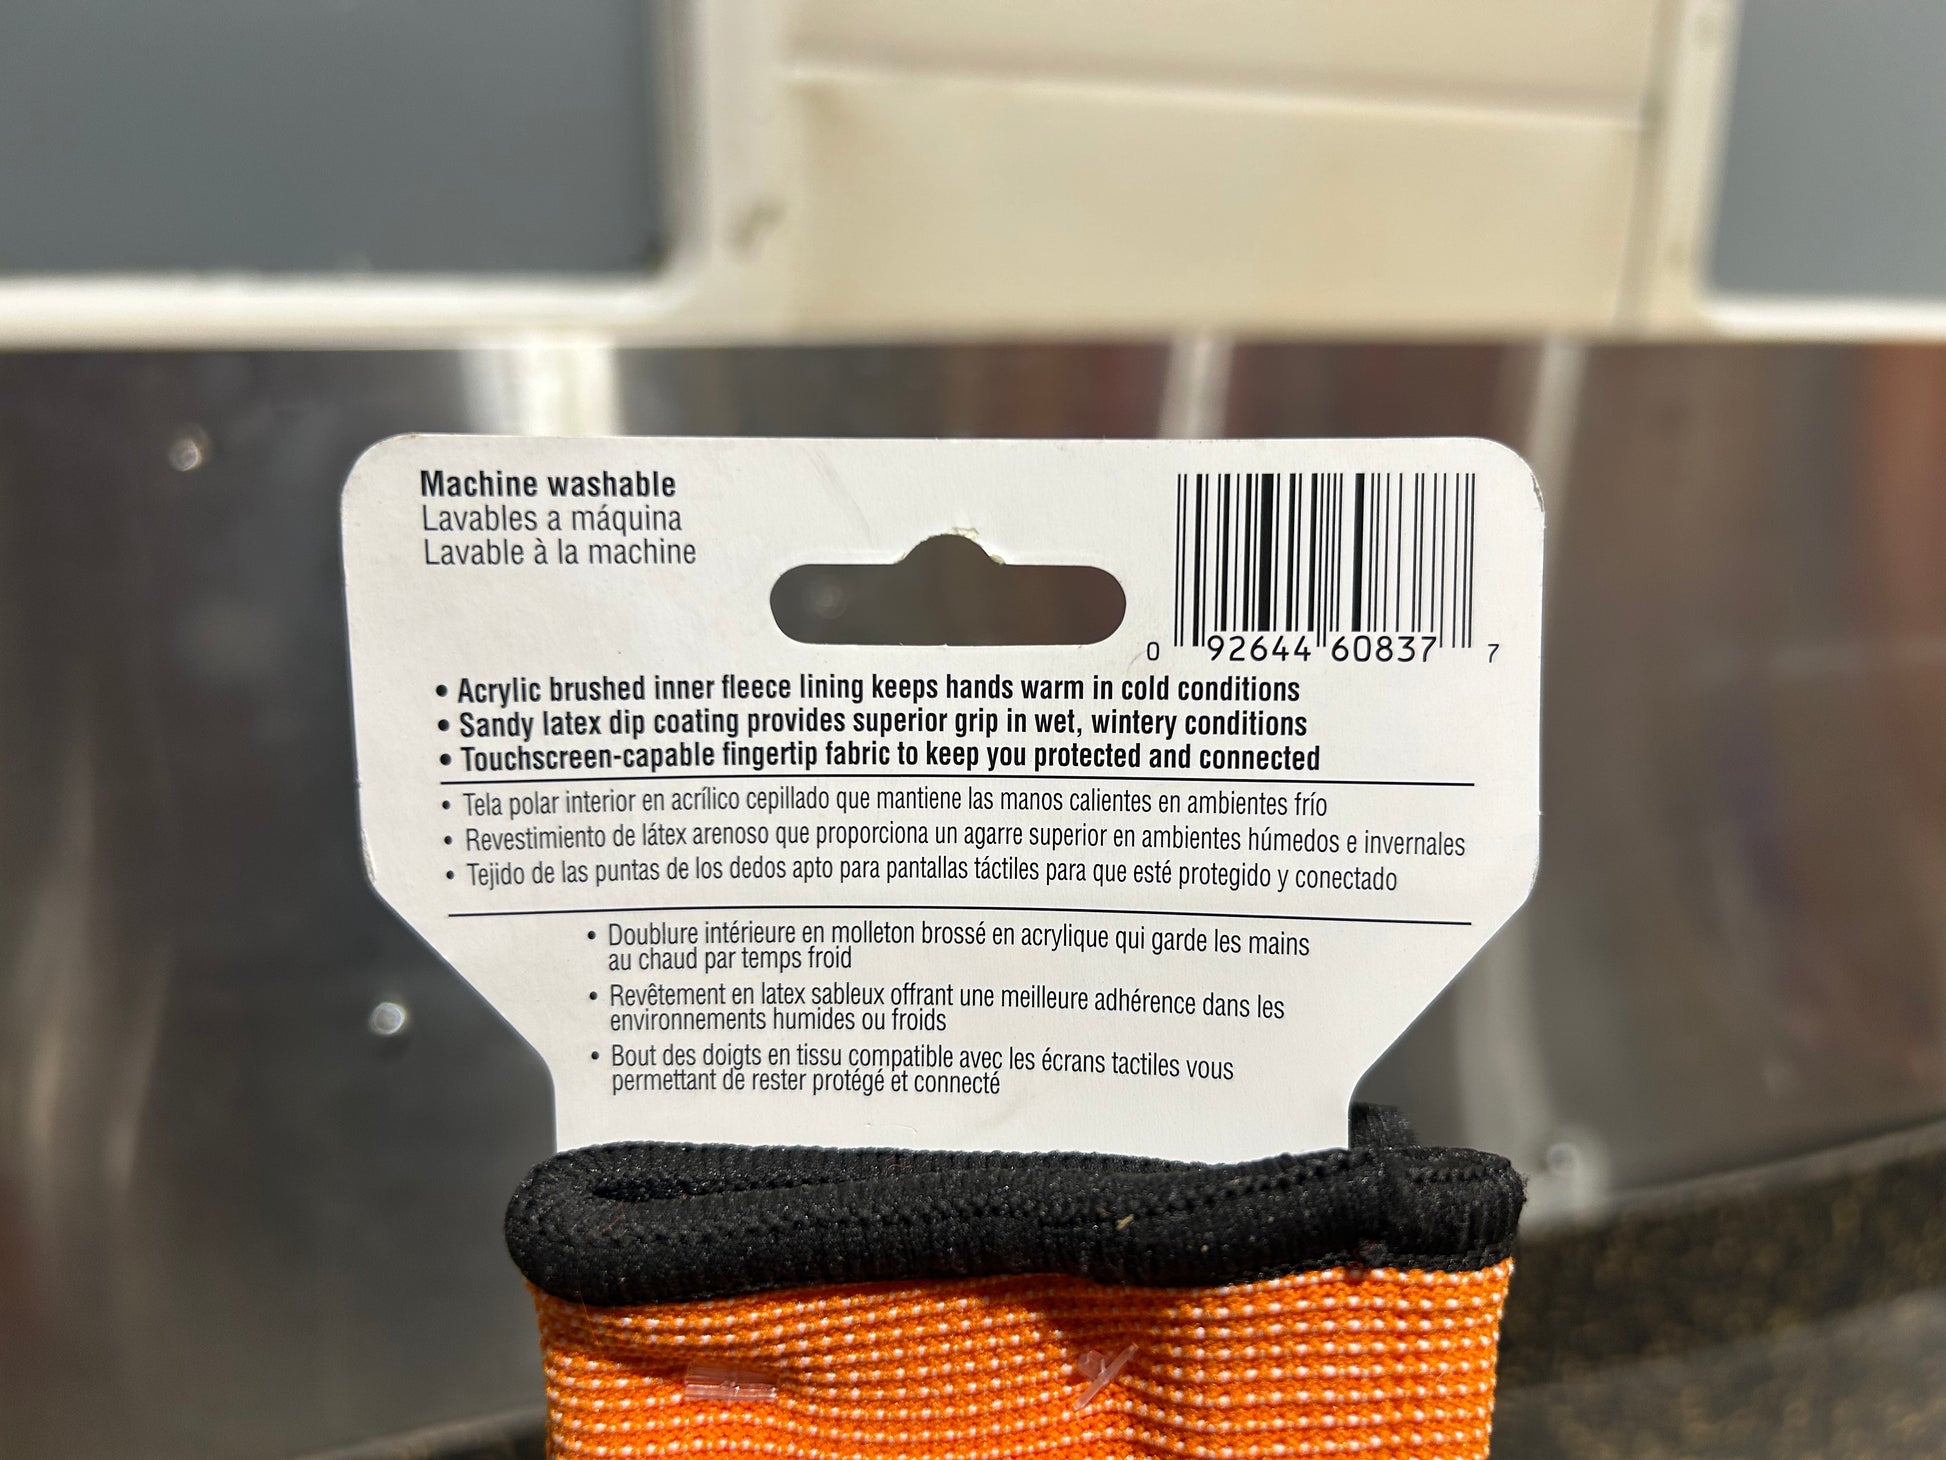 Machine washable
Lavables a máquina
Lavable à la machine
0 92644 60837 7
• Acrylic brushed inner fleece lining keeps hands warm in cold conditions
• Sandy latex dip coating provides superior grip in wet, wintery conditions
• Touchscreen-capable fingertip fabric to keep you protected and connected
• Tela polar interior en acrílico cepillado que mantiene las manos calientes en ambientes frío
• Revestimiento de látex arenoso que proporciona un agarre superior en ambientes húmedos e invernales
• Tejido de las puntas de los dedos apto para pantallas táctiles para que esté protegido y conectado
• Doublure intérieure en molleton brossé en acrylique qui garde les mains
au chaud par temps froid
• Revêtement en latex sableux offrant une meilleure adhérence dans les
environnements humides ou froids
• Bout des doigts en tissu compatible avec les écrans tactiles vous
permettant de rester protégé et connecté